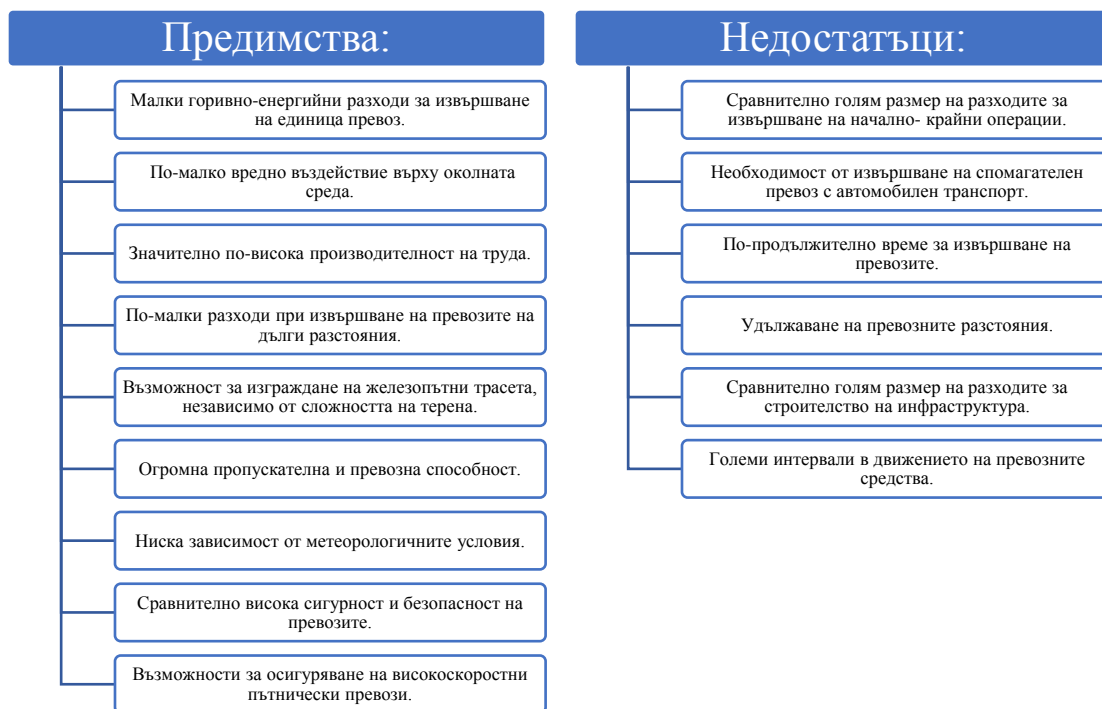 Предимства:
Малки горивно-енергийни разходи за извършване
на единица превоз.
По-малко вредно въздействие върху околната
среда.
Значително по-висока производителност на труда.
По-малки разходи при извършване на превозите на
дълги разстояния.
Възможност за изграждане на железопътни трасета,
независимо от сложността на терена.
Огромна пропускателна и превозна способност.
Ниска зависимост от метеорологичните условия.
Сравнително висока сигурност и безопасност на
превозите.
Възможности за осигуряване на високоскоростни
пътнически превози.
Недостатъци:
Сравнително голям размер на разходите за
извършване на начално- крайни операции.
Необходимост от извършване на спомагателен
превоз с автомобилен транспорт.
По-продължително време за извършване на
превозите.
Удължаване на превозните разстояния.
Сравнително голям размер на разходите за
строителство на инфраструктура.
Големи интервали в движението на превозните
средства.